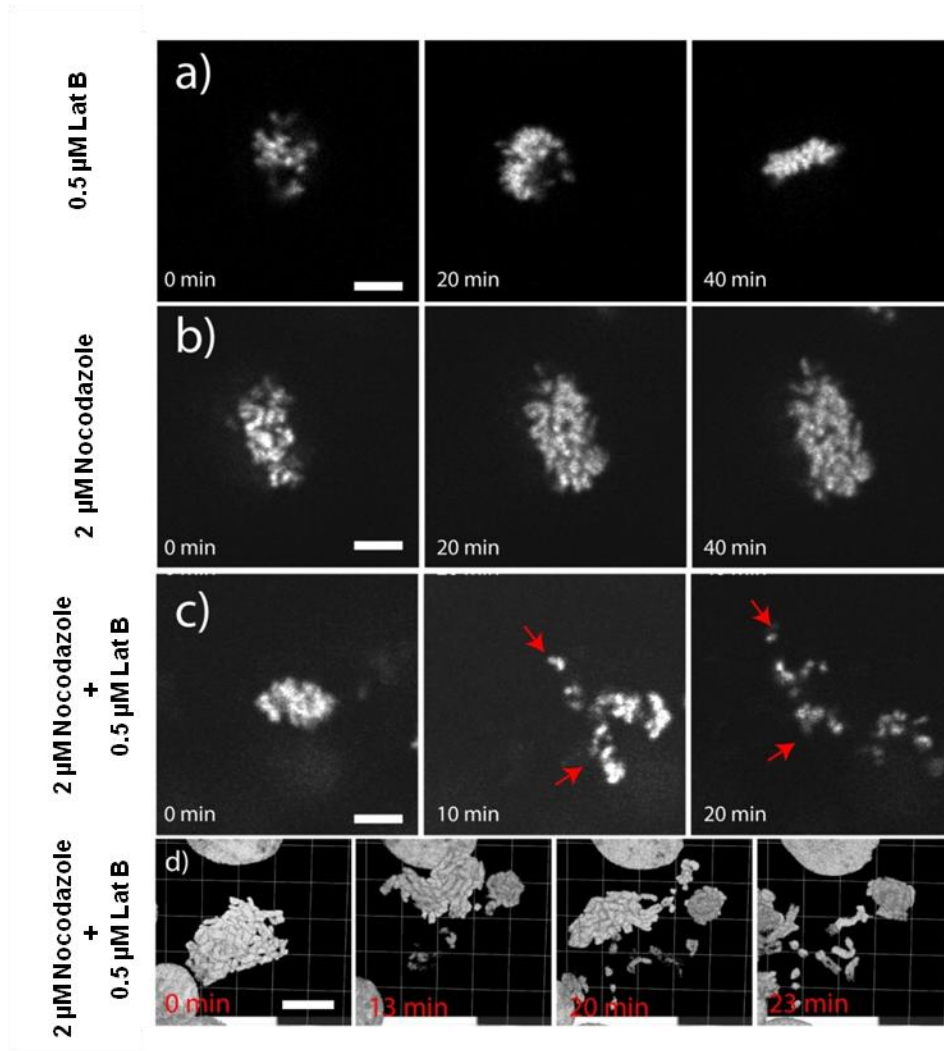 0.5 µM Lat B
a)
0 min
20 min
40 min
2 µM Nocodazole
b)
0 min
20 min
40 min
2 µM Nocodazole
+
0.5 µM Lat B
c)
0 min
10 min
20 min
2 µM Nocodazole
+
0.5 µM Lat B
d)
0 min
13 min
20 min
23 min